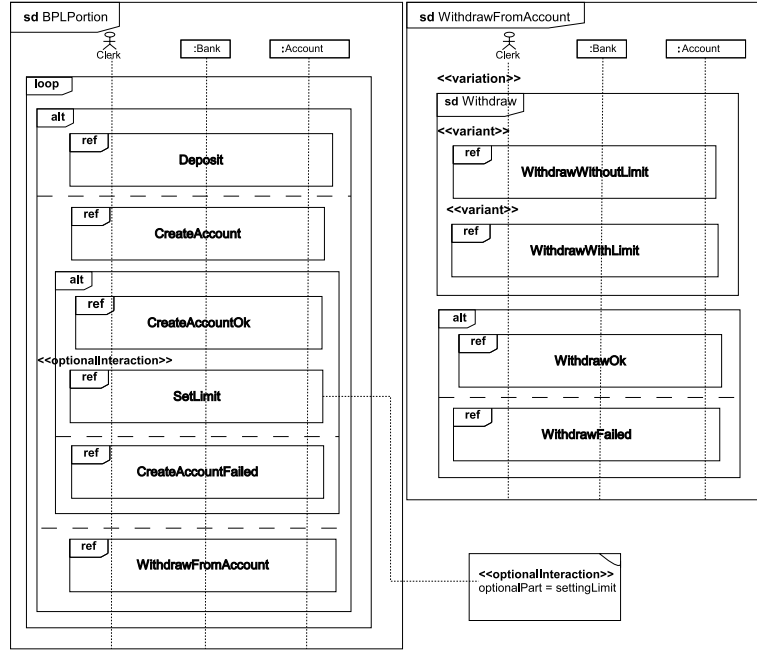 sd BPLPortion
Clerk
:Bank
:Account
loop
alt
ref
Deposit
ref
CreateAccount
alt
ref
CreateAccountOk
<<optionalInteraction>>
ref
SetLimit
ref
CreateAccountFailed
ref
WithdrawFromAccount
sd WithdrawFromAccount
Clerk
:Bank
:Account
<<variation>>
sd Withdraw
<<variant>>
ref
WithdrawWithoutLimit
<<variant>>
ref
WithdrawWithLimit
alt
ref
WithdrawOk
ref
WithdrawFailed
<<optionalInteraction>>
optionalPart = settingLimit